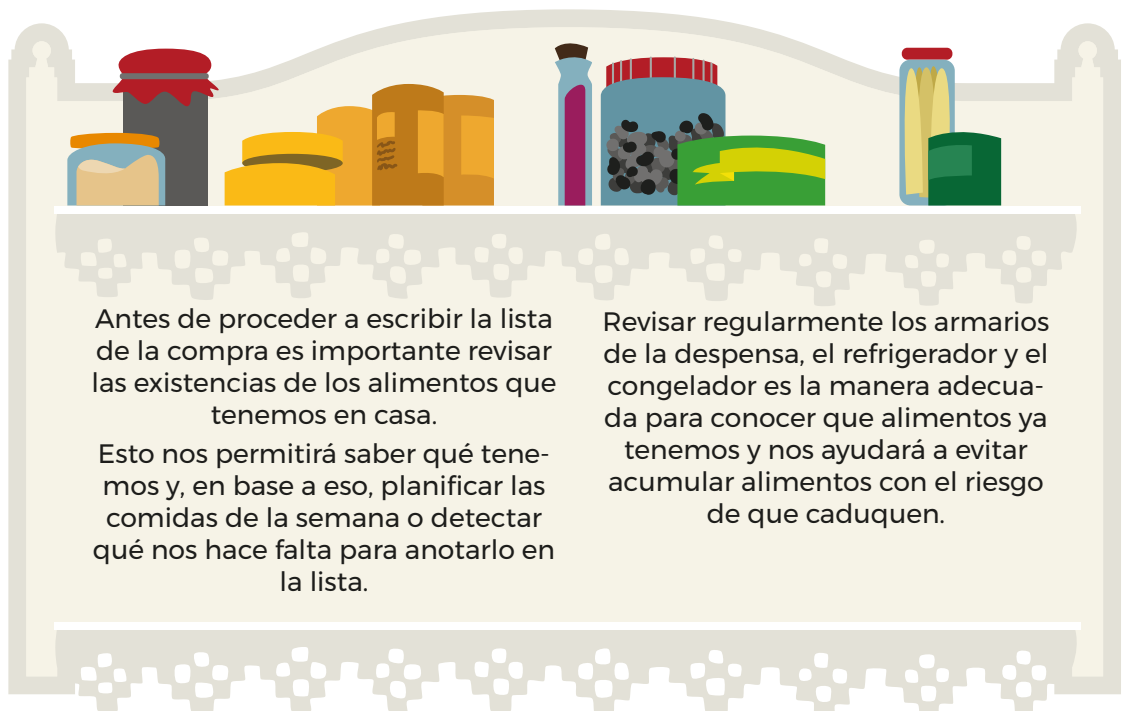 Antes de proceder a escribir la lista
de la compra es importante revisar
las existencias de los alimentos que
tenemos en casa.
Esto nos permitirá saber qué tene-
mos y, en base a eso, planificar las
comidas de la semana o detectar
qué nos hace falta para anotarlo en
la lista.
Revisar regularmente los armarios
de la despensa, el refrigerador y el
congelador es la manera adecua-
da para conocer que alimentos ya
tenemos y nos ayudará a evitar
acumular alimentos con el riesgo
de que caduquen.